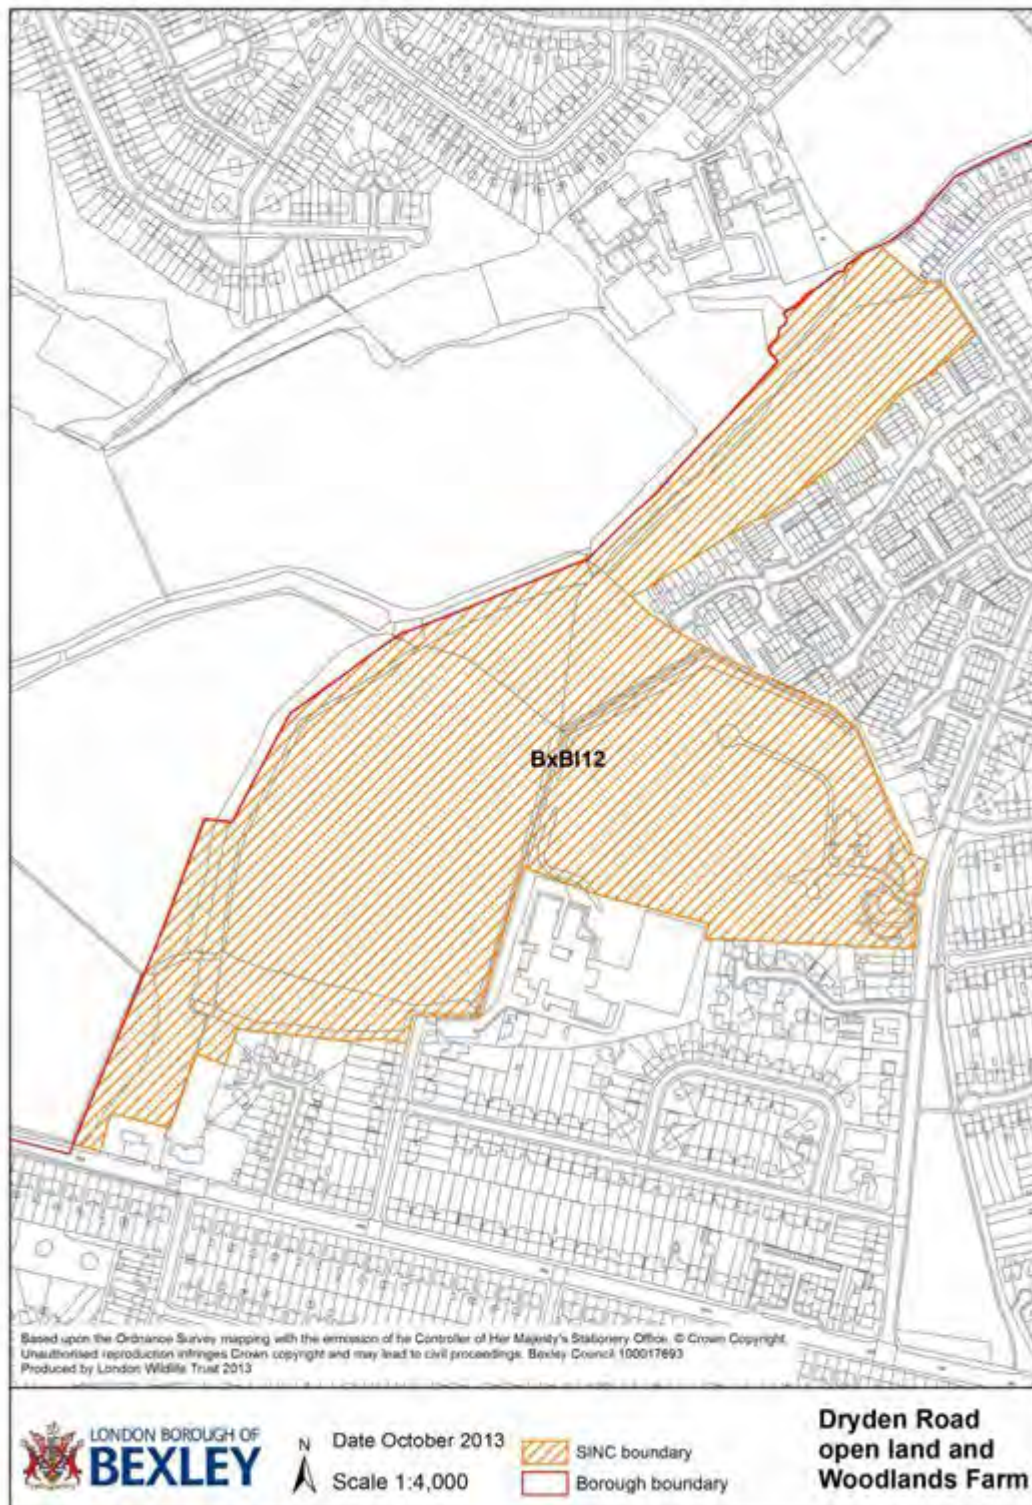 BxBI12
Based upon the Ordnance Survey mapping with the ermission of he Controller of Her Majesty's Stationery Office. © Crown Copyright.
Unauthorised reproduction infringes Crown copyright and may lead to civil proceedings. Bexley Council 100017693
Produced by London Wildlife Trust 2013
LONDON BOROUGH OF
BEXLEY
N
Date October 2013
Scale 1:4,000
SINC boundary
Borough boundary
Dryden Road
open land and
Woodlands Farm